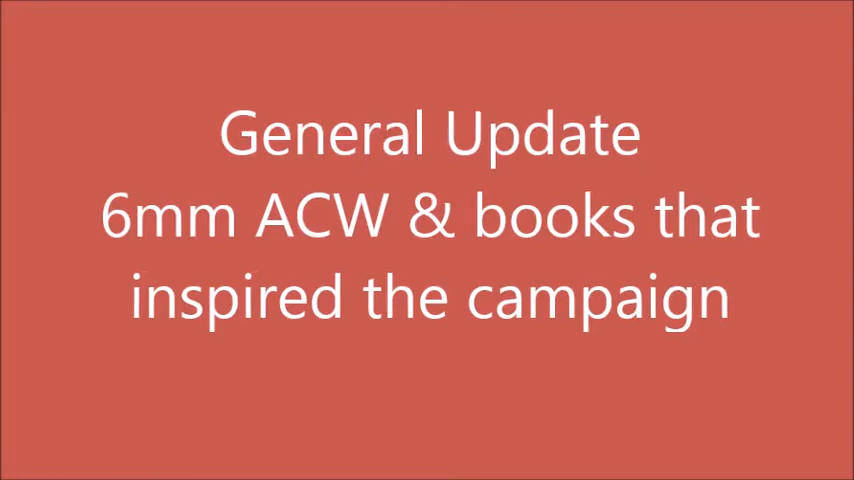 General Update
6mm ACW & books that
inspired the campaign